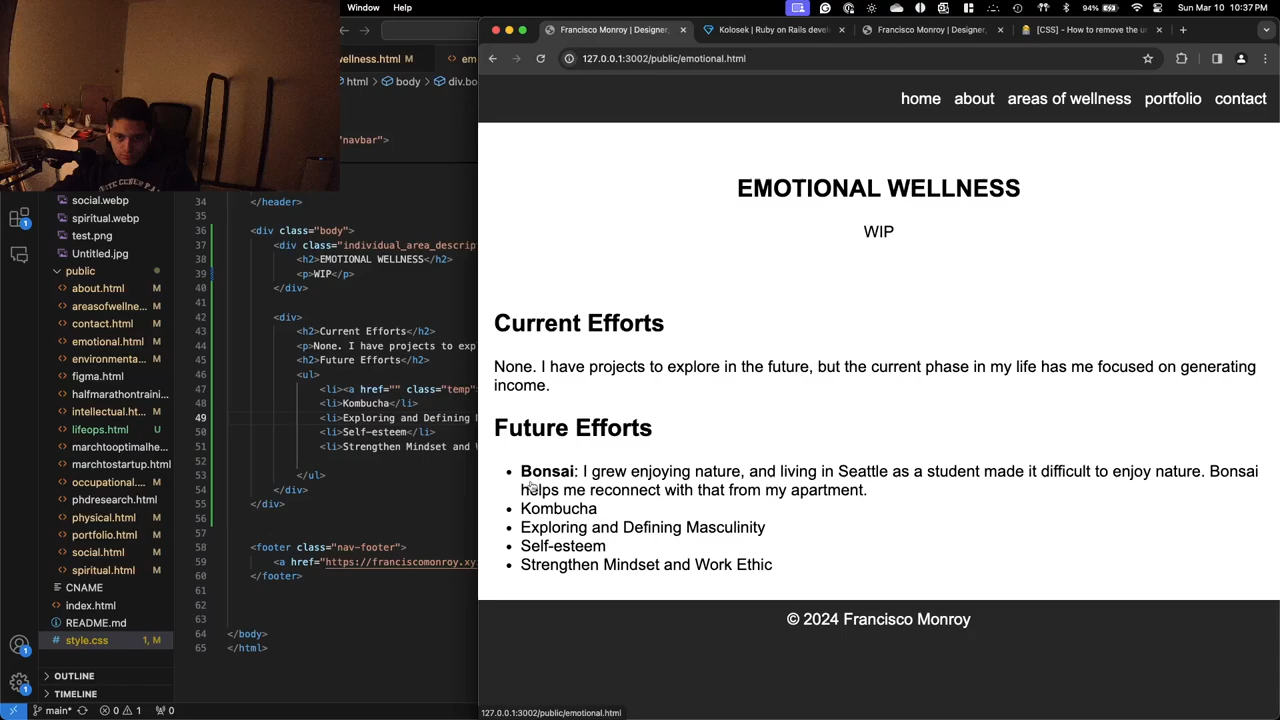 Window Help
94% Sun Mar 10 10:37 PM
Francisco Monroy | Designer, Kolosek | Ruby on Rails devel Francisco Monroy | Designer, [CSS] - How to remove the un
127.0.0.1:3002/public/emotional.html
home about areas of wellness portfolio contact
EMOTIONAL WELLNESS
WIP
Current Efforts
None. I have projects to explore in the future, but the current phase in my life has me focused on generating
income.
Future Efforts
• Bonsai: I grew enjoying nature, and living in Seattle as a student made it difficult to enjoy nature. Bonsai
helps me reconnect with that from my apartment.
• Kombucha
• Exploring and Defining Masculinity
• Self-esteem
• Strengthen Mindset and Work Ethic
© 2024 Francisco Monroy
127.0.0.1:3002/public/emotional.html
wellness.html M em
html > body > div.bo
"navbar">
social.webp
spiritual.webp
test.png
Untitled.jpg
public
about.html M
areasofwellne... M
contact.html M
emotional.html M
environmenta... M
figma.html M
halfmarathontraini...
intellectual.ht... M
lifeops.html U
marchtooptimalhe...
marchtostartup.html M
occupational.... M
phdresearch.html M
physical.html M
portfolio.html M
social.html M
spiritual.html M
CNAME
index.html M
README.md
# style.css 1, M
OUTLINE
TIMELINE
34 </header>
35
36 <div class="body">
37 <div class="individual_area_descrip
38 <h2>EMOTIONAL WELLNESS</h2>
39 <p>WIP</p>
40 </div>
41
42 <div>
43 <h2>Current Efforts</h2>
44 <p>None. I have projects to exp
45 <h2>Future Efforts</h2>
46 <ul>
47 <li><a href="" class="temp"
48 <li>Kombucha</li>
49 <li>Exploring and Defining M
50 <li>Self-esteem</li>
51 <li>Strengthen Mindset and W
52
53 </ul>
54 </div>
55 </div>
56
57
58 <footer class="nav-footer">
59 <a href="https://franciscomonroy.xy
60 </footer>
61
62
63
64 </body>
65 </html>
main* 0 1 0